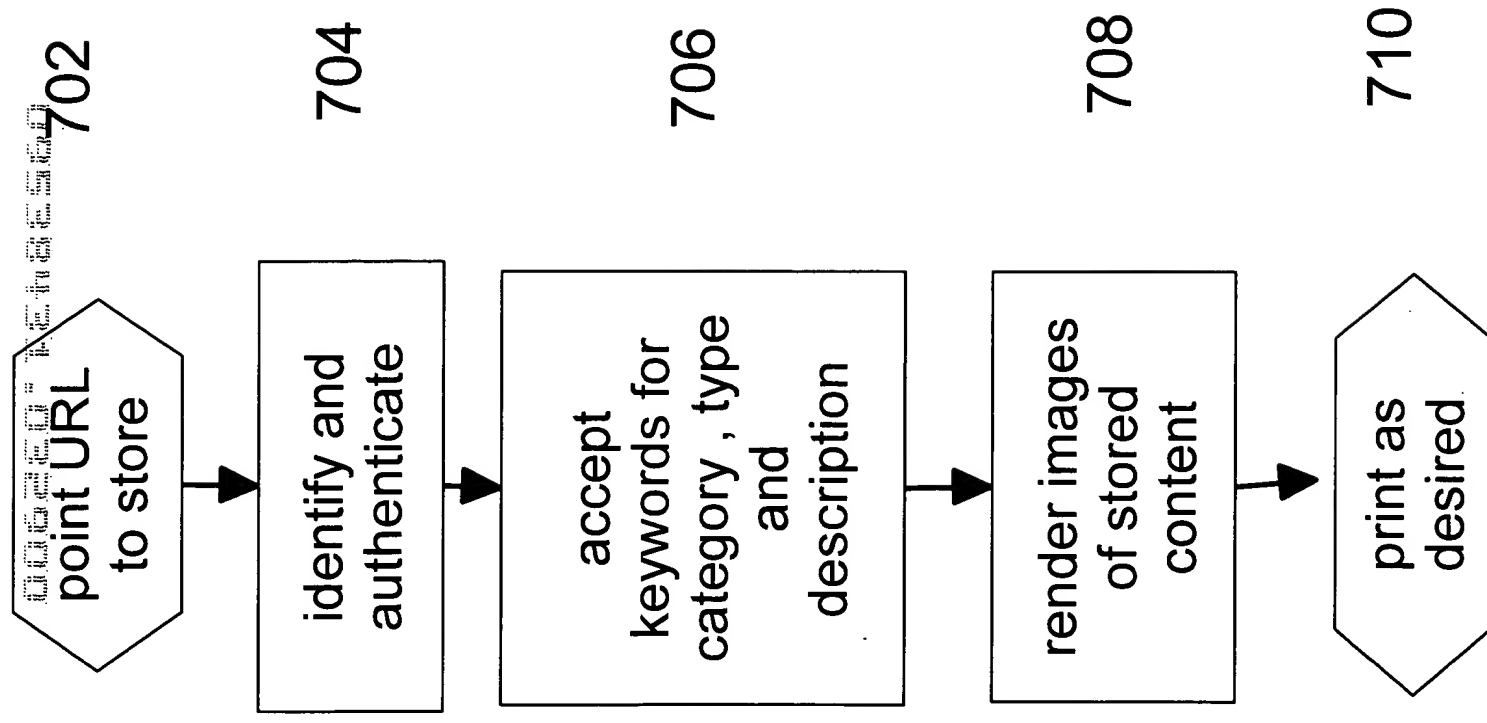 702
point URL
to store
704
identify and
authenticate
706
accept
keywords for
category , type
and
description
708
render images
of stored
content
710
print as
desired